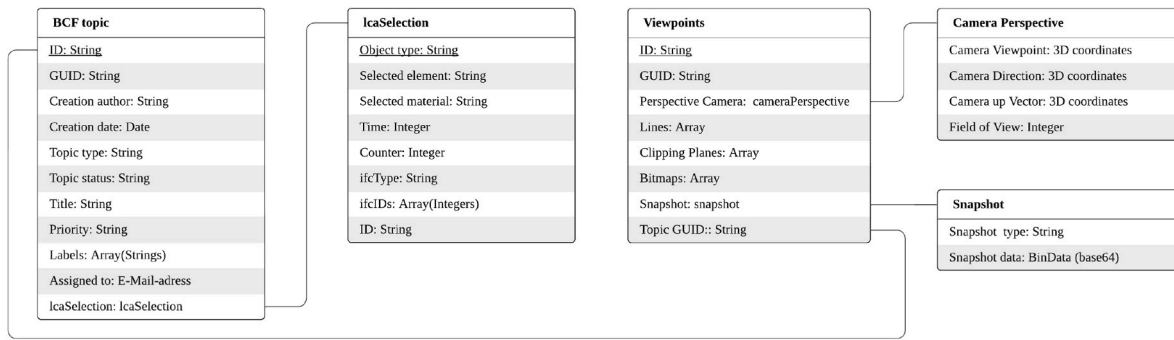 BCF topic
ID: String
GUID: String
Creation author: String
Creation date: Date
Topic type: String
Topic status: String
Title: String
Priority: String
Labels: Array(Strings)
Assigned to: E-Mail-adress
lcaSelection: lcaSelection
lcaSelection
Object type: String
Selected element: String
Selected material: String
Time: Integer
Counter: Integer
ifcType: String
ifcIDs: Array(Integers)
ID: String
Viewpoints
ID: String
GUID: String
Perspective Camera: cameraPerspective
Lines: Array
Clipping Planes: Array
Bitmaps: Array
Snapshot: snapshot
Topic GUID:: String
Camera Perspective
Camera Viewpoint: 3D coordinates
Camera Direction: 3D coordinates
Camera up Vector: 3D coordinates
Field of View: Integer
Snapshot
Snapshot type: String
Snapshot data: BinData (base64)